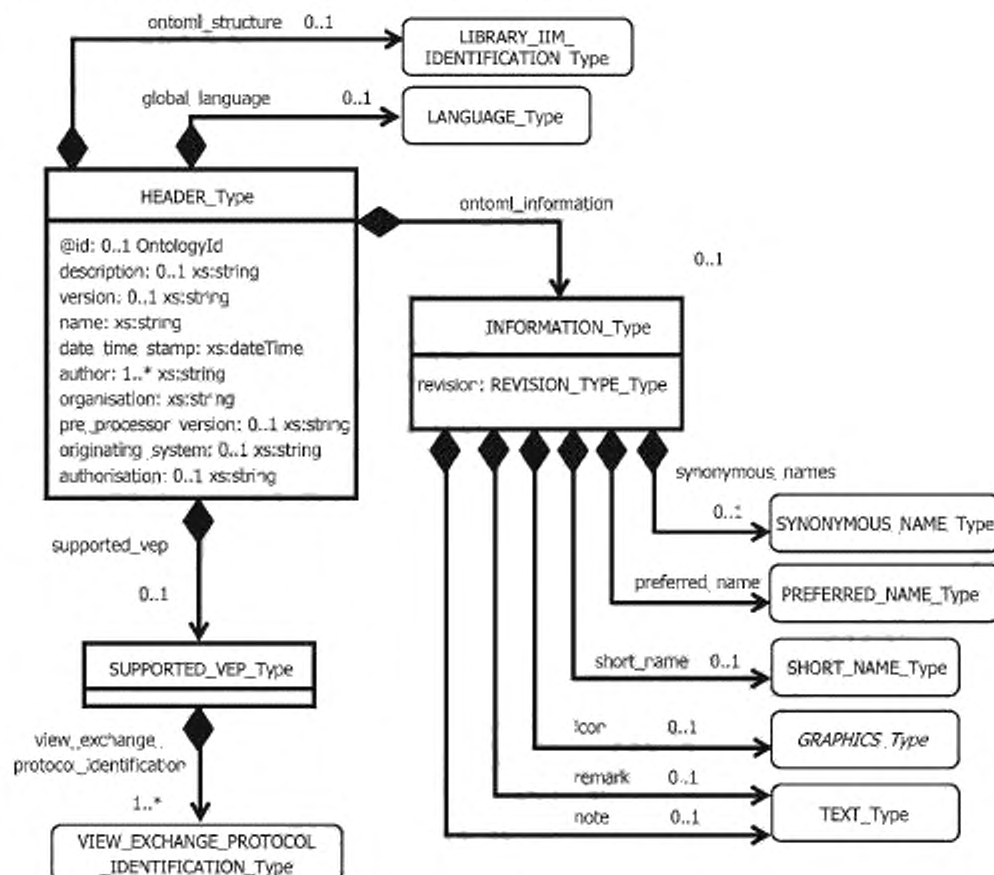 ontoml_structure 0..1
LIBRARY_IIM_
IDENTIFICATION_Type
global_language 0..1
LANGUAGE_Type
HEADER_Type
ontoml_information
@id: 0..1 OntologyId
description: 0..1 xs:string
version: 0..1 xs:string
name: xs:string
date_time_stamp: xs:dateTime
author: 1..* xs:string
organisation: xs:string
pre_processor_version: 0..1 xs:string
originating_system: 0..1 xs:string
authorisation: 0..1 xs:string
0..1
INFORMATION_Type
revision: REVISION_TYPE_Type
synonymous_names
0..1
SYNONYMOUS_NAME_Type
preferred_name
PREFERRED_NAME_Type
short_name 0..1
SHORT_NAME_Type
icon 0..1
GRAPHICS_Type
remark 0..1
note 0..1
TEXT_Type
supported_vep
0..1
SUPPORTED_VEP_Type
view_exchange_
protocol_identification
1..*
VIEW_EXCHANGE_PROTOCOL
_IDENTIFICATION_Type